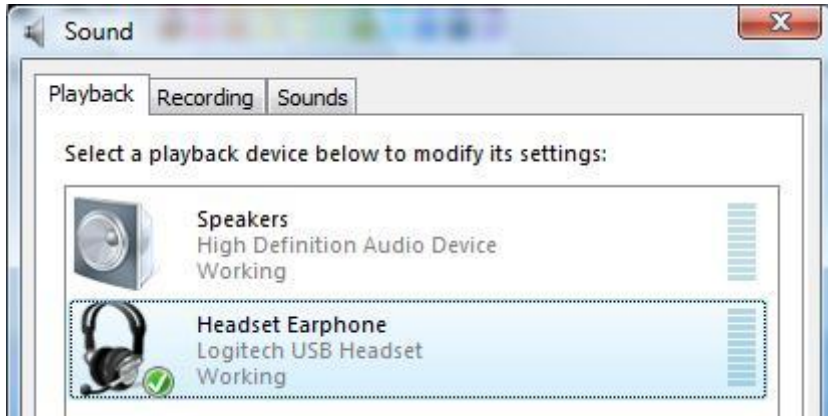 Sound
Playback Recording Sounds
Select a playback device below to modify its settings:
Speakers
High Definition Audio Device
Working
Headset Earphone
Logitech USB Headset
Working